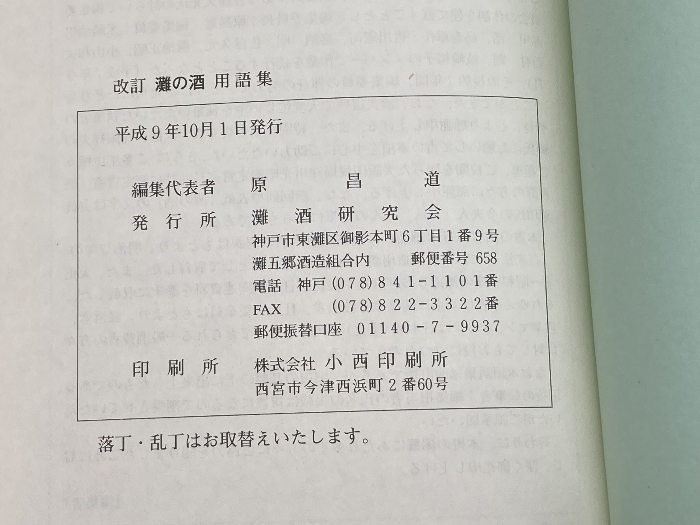 改訂 灘の酒 用語集
平成9年10月1日発行
編集代表者 原 昌 道
発行所 灘酒研究会
神戸市東灘区御影本町6丁目1番9号
灘五郷酒造組合内 郵便番号 658
電話 神戸(078)841-1101番
FAX (078)822-3322番
郵便振替口座 01140-7-9937
印刷所 株式会社 小西印刷所
西宮市今津西浜町2番60号
落丁・乱丁はお取替えいたします。